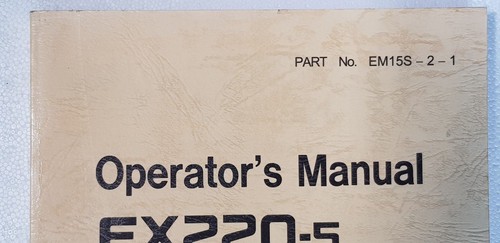 PART No. EM15S – 2 – 1
Operator's Manual
EX220-5